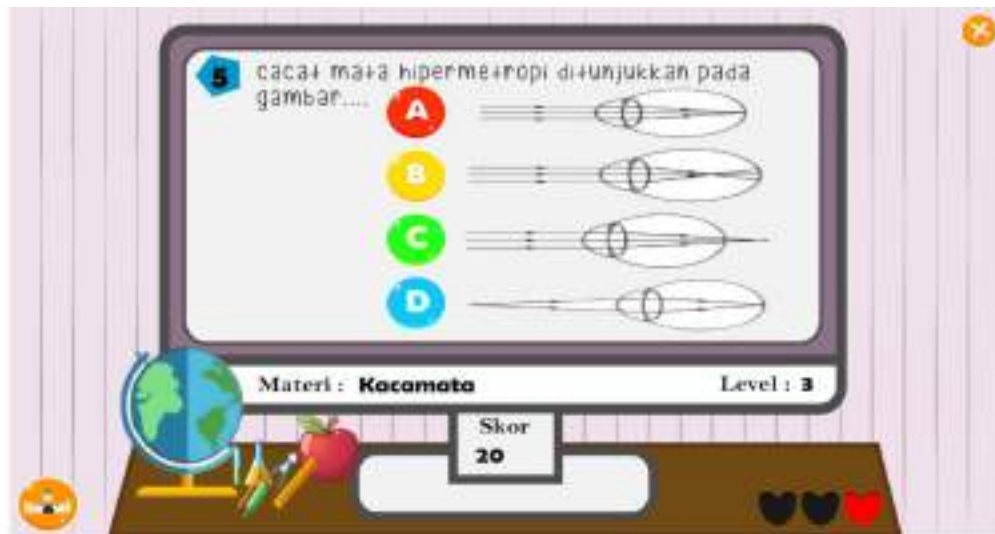 5 cacat mata hipermetropi ditunjukkan pada
gambar....
A
B
C
D
Materi : Kacamata
Level : 3
Skor
20